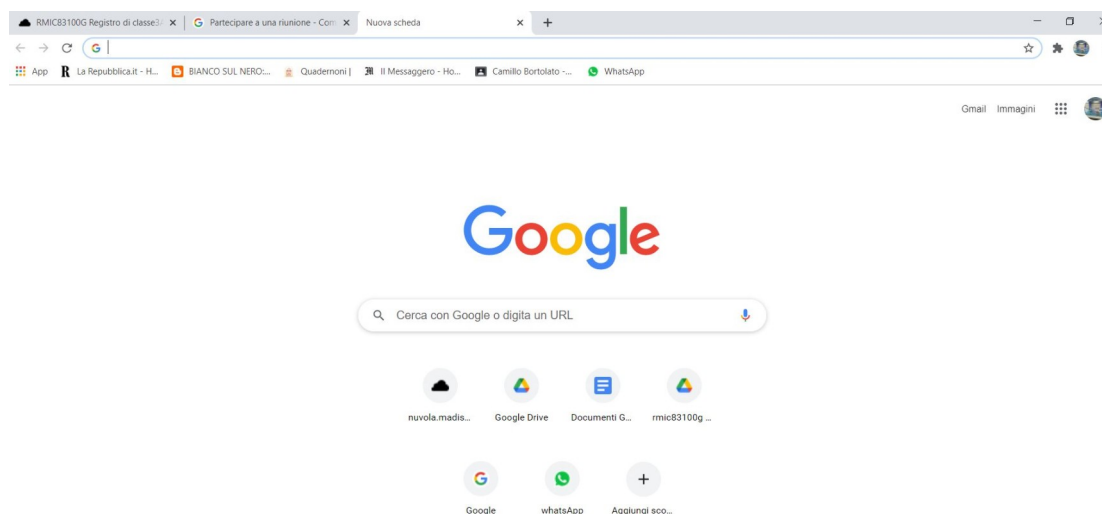 RMIC83100G Registro di classe3A
Partecipare a una riunione - Com
Nuova scheda
App
La Repubblica.it - H...
BIANCO SUL NERO:...
Quadernoni |
Il Messaggero - Ho...
Camillo Bortolato -...
WhatsApp
Gmail Immagini
Google
Cerca con Google o digita un URL
nuvola.madis... Google Drive Documenti G... rmic83100g ...
Google whatsApp Aggiungi sco...